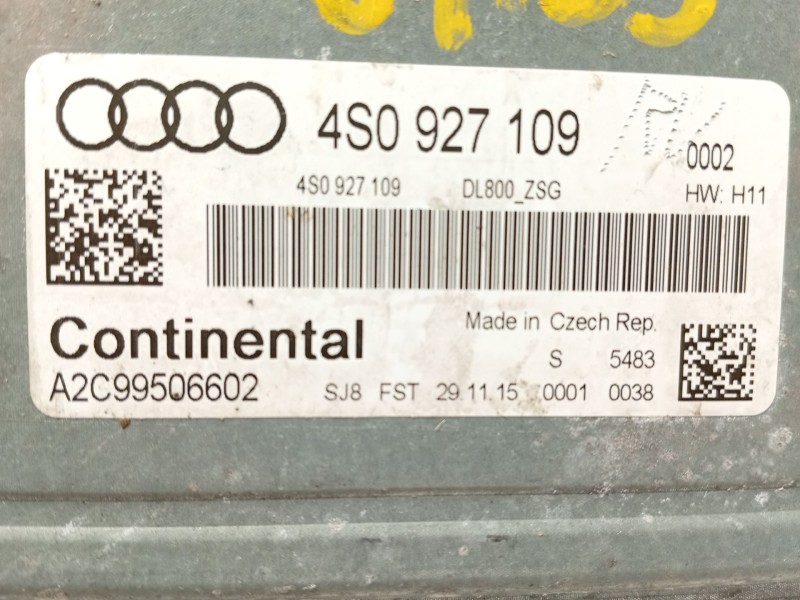 4S0 927 109
0002
4S0 927 109 DL800_ZSG HW: H11
Continental
Made in Czech Rep.
S 5483
A2C99506602
SJ8 FST 29.11.15 0001 0038